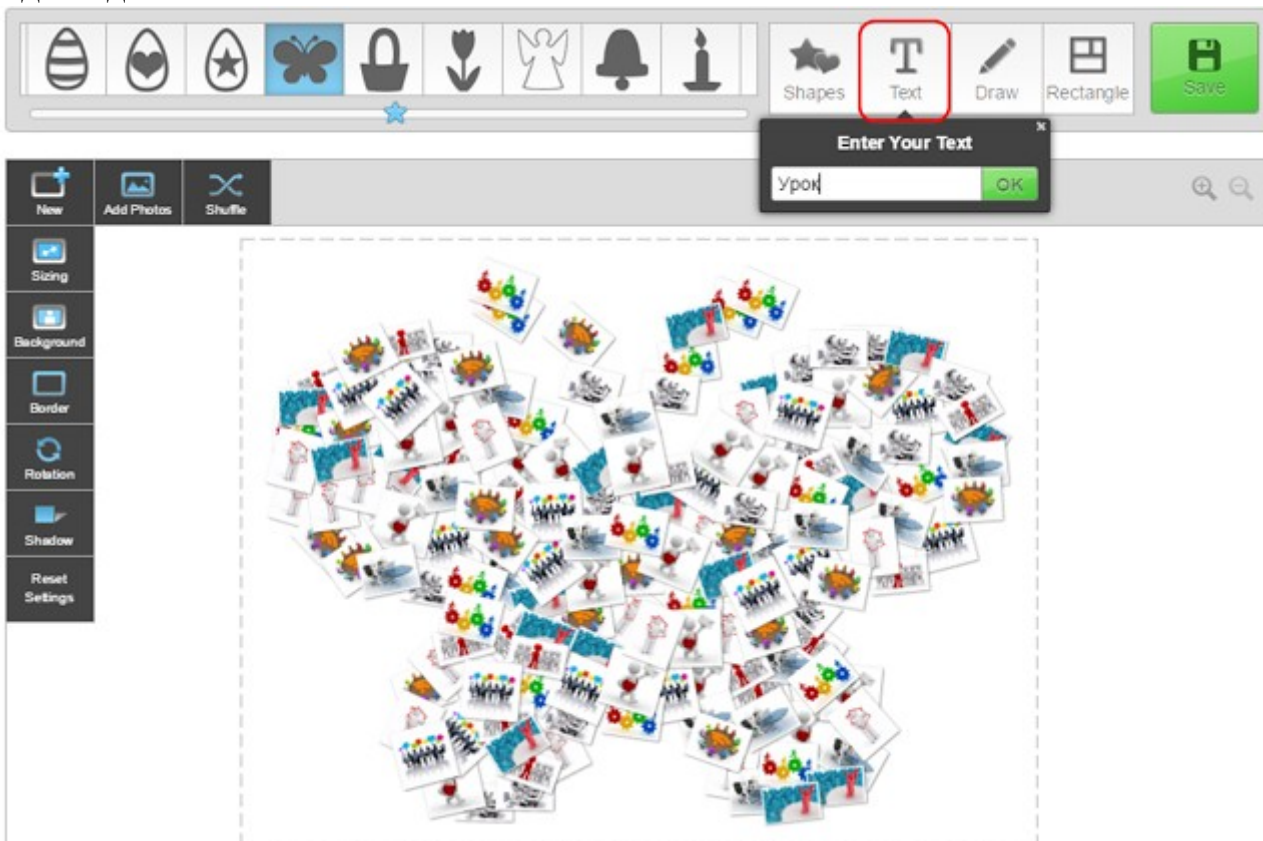 Shapes
Text
Draw
Rectangle
Save
Enter Your Text
Урок
OK
New
Add Photos
Shuffle
Sizing
Background
Border
Rotation
Shadow
Reset
Settings